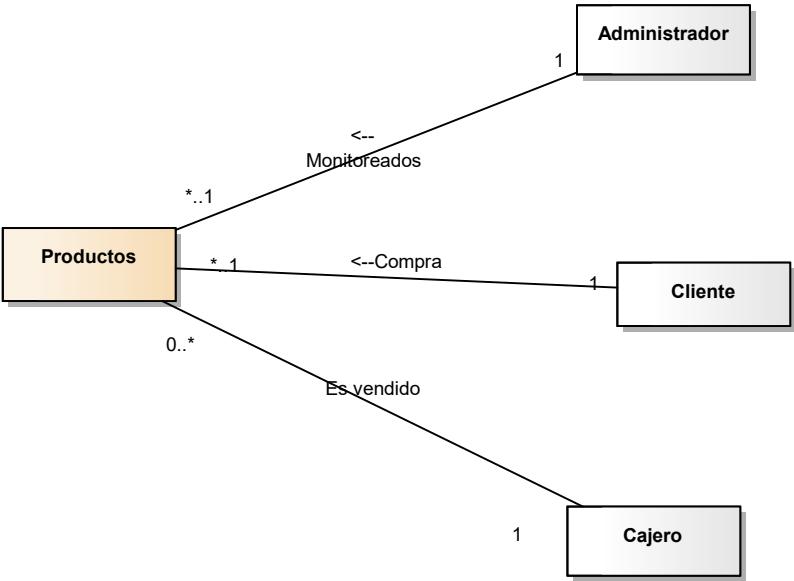 Administrador
1
<--
Monitoreados
*..1
Productos
*..1
<--Compra
1
Cliente
0..*
Es vendido
1
Cajero